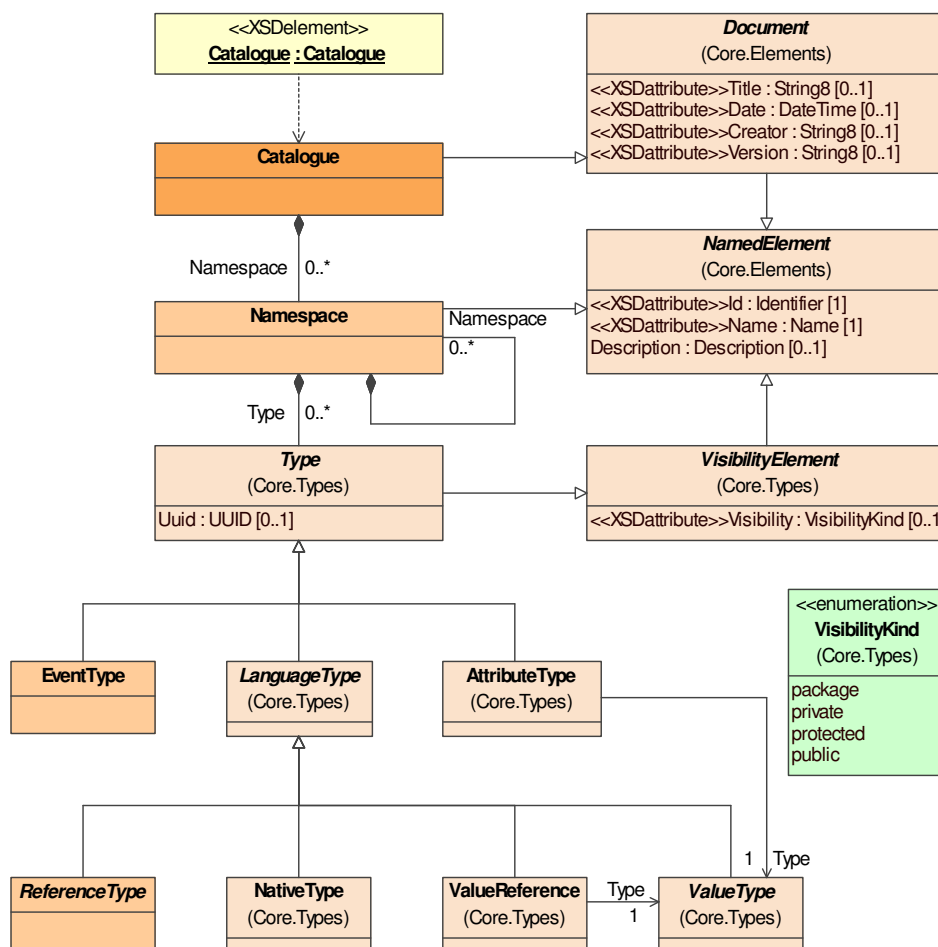 <<XSDelement>>
Catalogue : Catalogue
Document
(Core.Elements)
<<XSDattribute>>Title : String8 [0..1]
<<XSDattribute>>Date : DateTime [0..1]
<<XSDattribute>>Creator : String8 [0..1]
<<XSDattribute>>Version : String8 [0..1]
Catalogue
Namespace 0..*
NamedElement
(Core.Elements)
<<XSDattribute>>Id : Identifier [1]
<<XSDattribute>>Name : Name [1]
Description : Description [0..1]
Namespace
Namespace
0..*
Type 0..*
Type
(Core.Types)
Uuid : UUID [0..1]
VisibilityElement
(Core.Types)
<<XSDattribute>>Visibility : VisibilityKind [0..1
<<enumeration>>
VisibilityKind
(Core.Types)
package
private
protected
public
EventType
LanguageType
(Core.Types)
AttributeType
(Core.Types)
1 Type
ReferenceType
NativeType
(Core.Types)
ValueReference
(Core.Types)
Type
1
ValueType
(Core.Types)